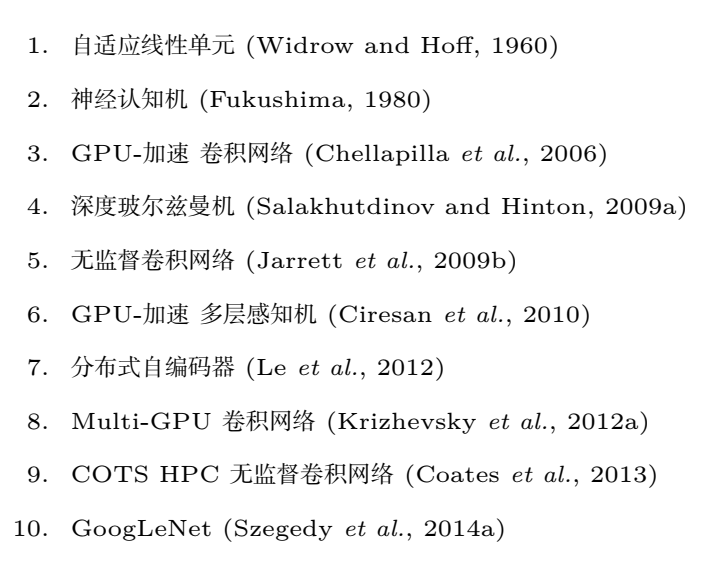 1. 自适应线性单元 (Widrow and Hoff, 1960)
2. 神经认知机 (Fukushima, 1980)
3. GPU-加速 卷积网络 (Chellapilla et al., 2006)
4. 深度玻尔兹曼机 (Salakhutdinov and Hinton, 2009a)
5. 无监督卷积网络 (Jarrett et al., 2009b)
6. GPU-加速 多层感知机 (Ciresan et al., 2010)
7. 分布式自编码器 (Le et al., 2012)
8. Multi-GPU 卷积网络 (Krizhevsky et al., 2012a)
9. COTS HPC 无监督卷积网络 (Coates et al., 2013)
10. GoogLeNet (Szegedy et al., 2014a)